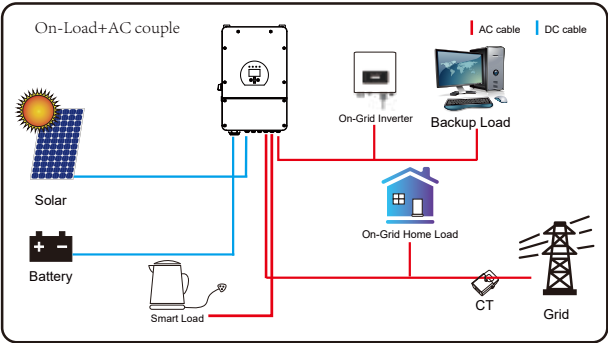 On-Load+AC couple
AC cable
DC cable
On-Grid Inverter
Backup Load
Solar
On-Grid Home Load
Battery
Smart Load
CT
Grid